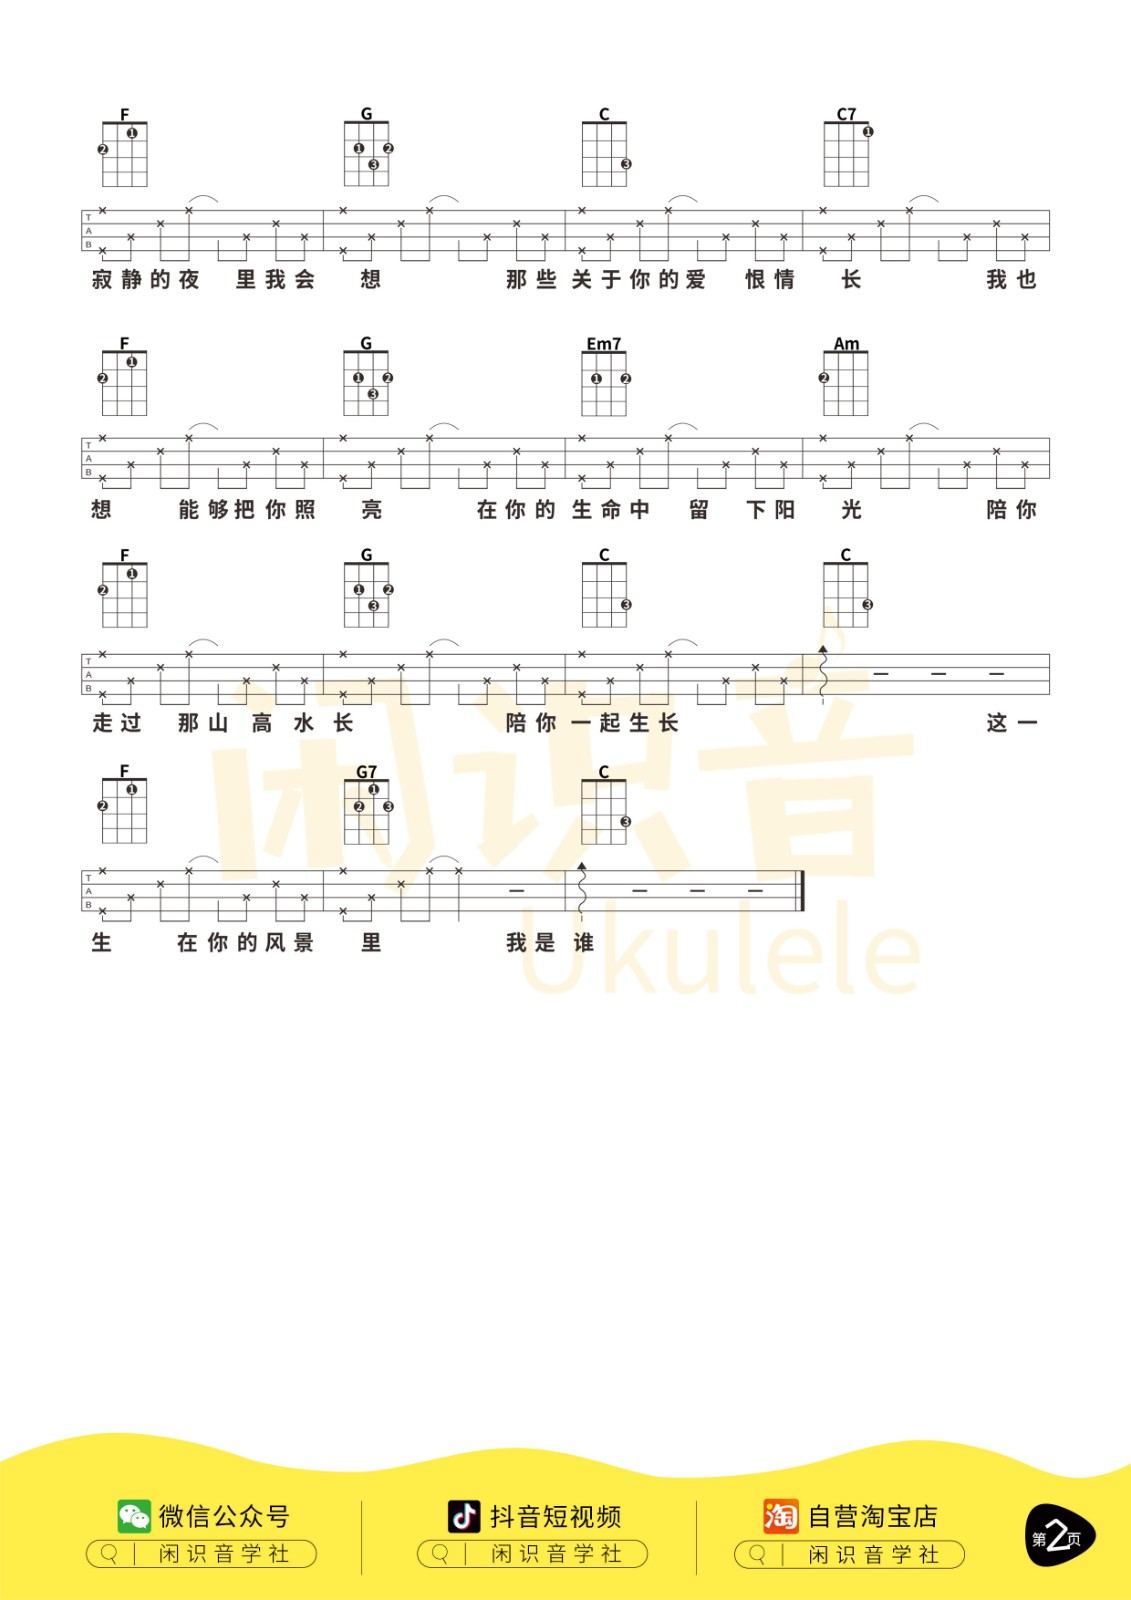 F G C C7
T A B
寂静的夜 里我会 想 那些关于你的爱 恨情 长 我也
F G Em7 Am
T A B
想 能够把你照 亮 在你的生命中 留 下阳 光 陪你
F G C C
T A B
走过 那山 高 水 长 陪你一起生长 这一
F G7 C
T A B
生 在你的风景 里 我是谁
闲识音
Ukulele
微信公众号 抖音短视频 自营淘宝店
闲识音学社 闲识音学社 闲识音学社
第2页